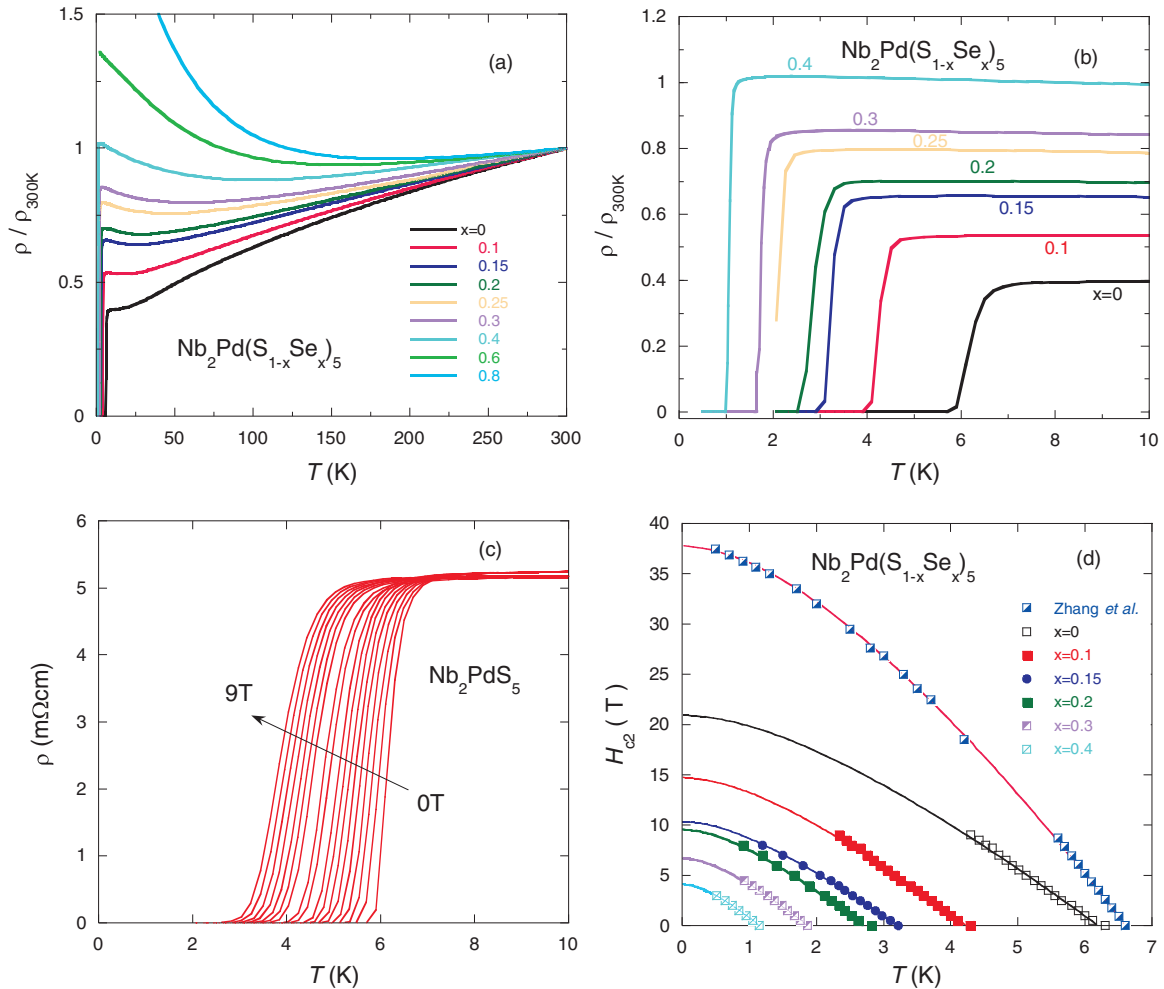 (a)
1.5
1
0.5
0
ρ / ρ300K
x=0
0.1
0.15
0.2
0.25
0.3
0.4
0.6
0.8
Nb2Pd(S1-xSex)5
0 50 100 150 200 250 300
T (K)
(b)
Nb2Pd(S1-xSex)5
1.2
1
0.8
0.6
0.4
0.2
0
ρ / ρ300K
0.4
0.3
0.25
0.2
0.15
0.1
x=0
0 2 4 6 8 10
T (K)
(c)
6
5
4
3
2
1
0
ρ (mΩcm)
Nb2PdS5
9T
0T
0 2 4 6 8 10
T (K)
(d)
Nb2Pd(S1-xSex)5
40
35
30
25
20
15
10
5
0
Hc2 ( T )
Zhang et al.
x=0
x=0.1
x=0.15
x=0.2
x=0.3
x=0.4
0 1 2 3 4 5 6 7
T (K)